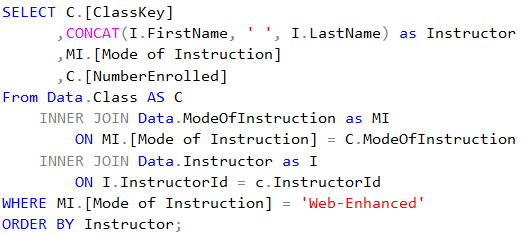 SELECT C.[ClassKey]
,CONCAT(I.FirstName, ' ', I.LastName) as Instructor
,MI.[Mode of Instruction]
,C.[NumberEnrolled]
From Data.Class AS C
INNER JOIN Data.ModeOfInstruction as MI
ON MI.[Mode of Instruction] = C.ModeOfInstruction
INNER JOIN Data.Instructor as I
ON I.InstructorId = c.InstructorId
WHERE MI.[Mode of Instruction] = 'Web-Enhanced'
ORDER BY Instructor;